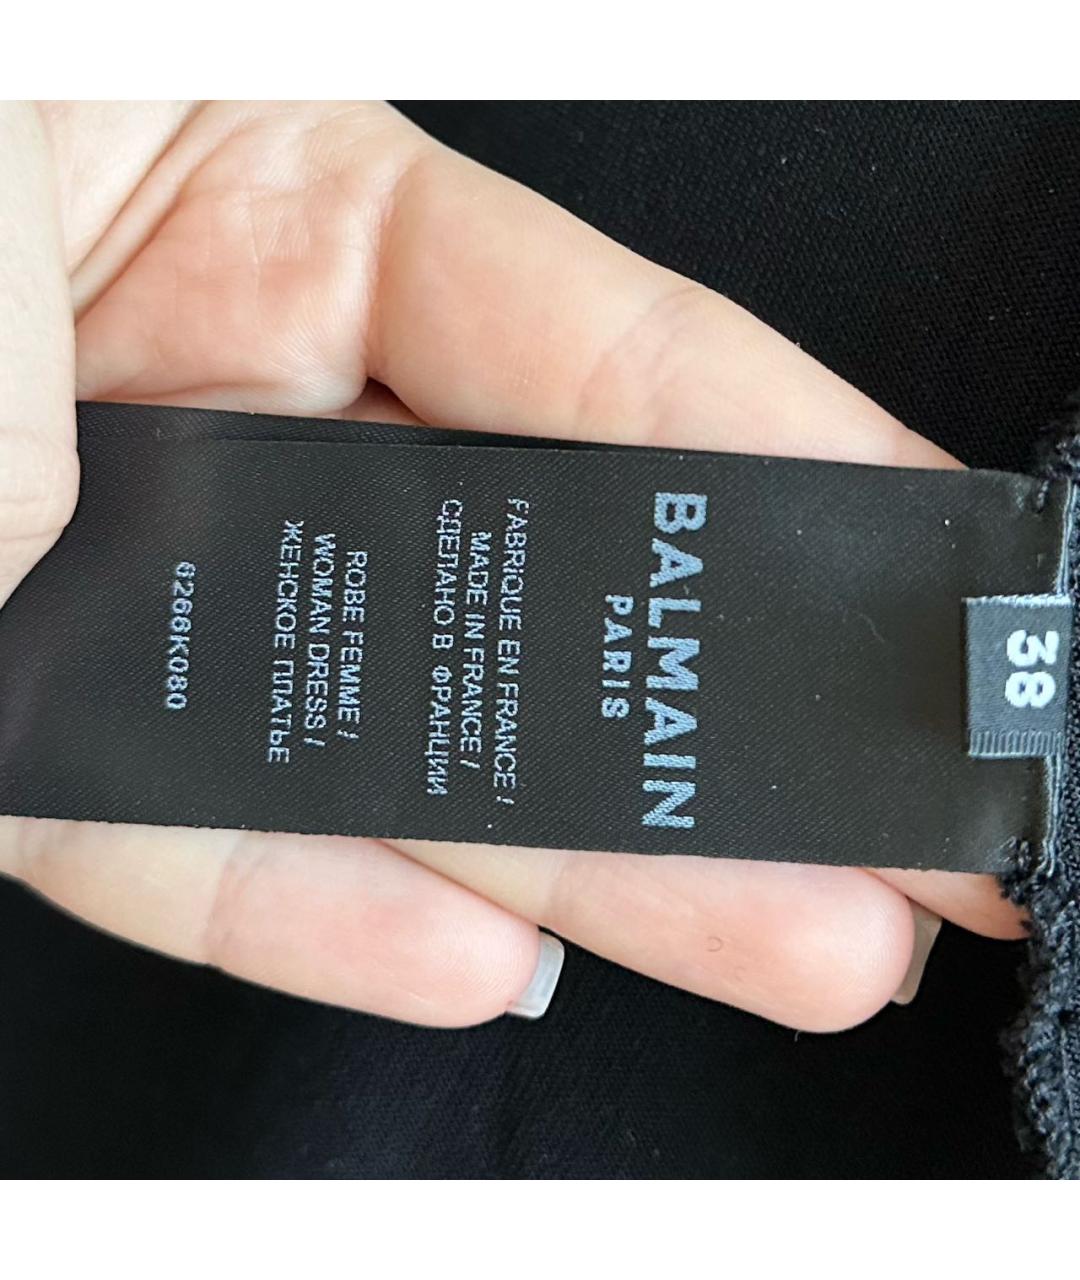 38
BALMAIN
PARIS
FABRIQUE EN FRANCE /
MADE IN FRANCE /
СДЕЛАНО В ФРАНЦИИ
ROBE FEMME /
WOMAN DRESS /
ЖЕНСКОЕ ПЛАТЬЕ
6266K080